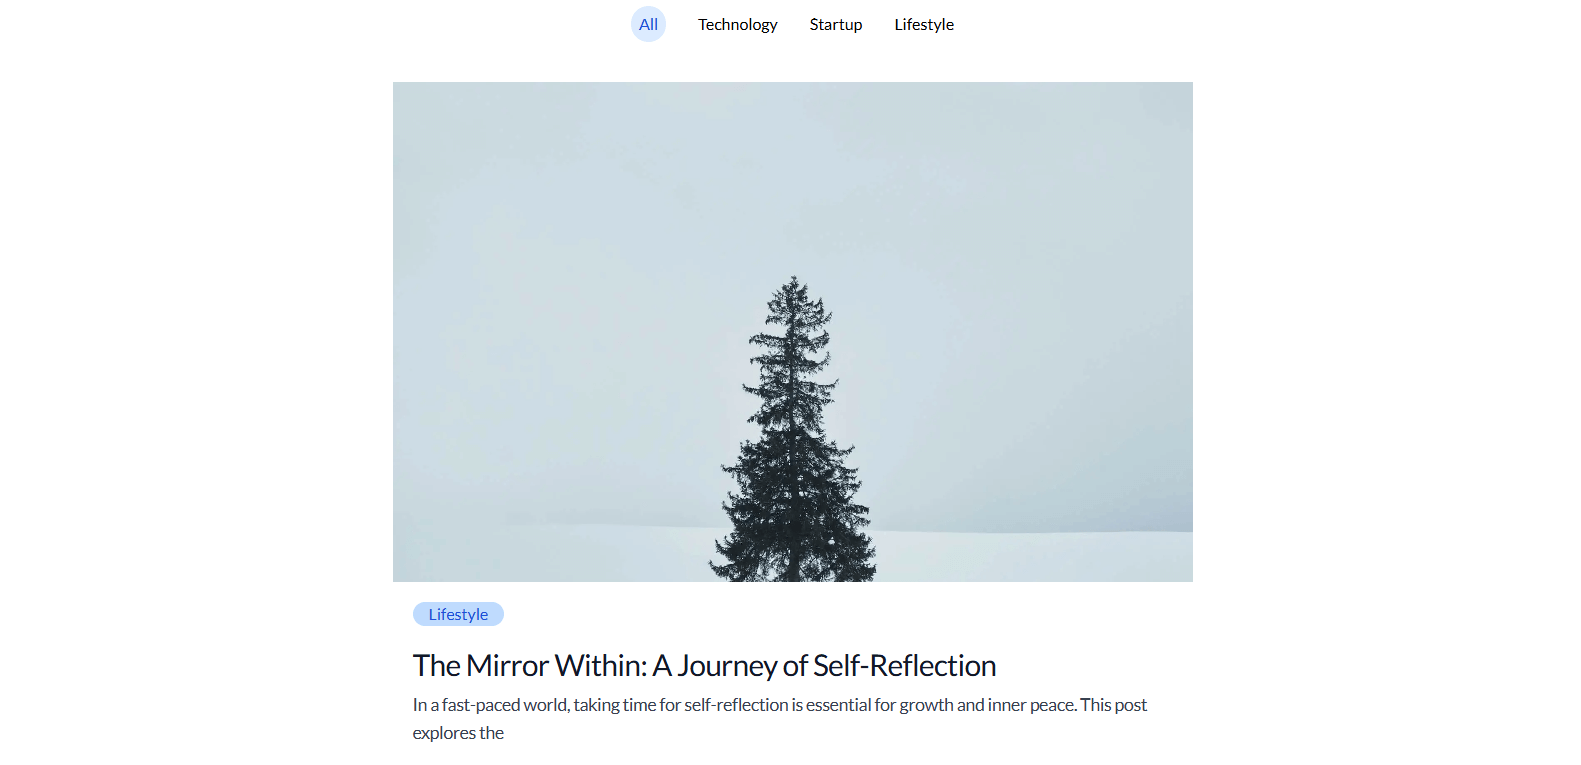 All Technology Startup Lifestyle
Lifestyle
The Mirror Within: A Journey of Self-Reflection
In a fast-paced world, taking time for self-reflection is essential for growth and inner peace. This post
explores the